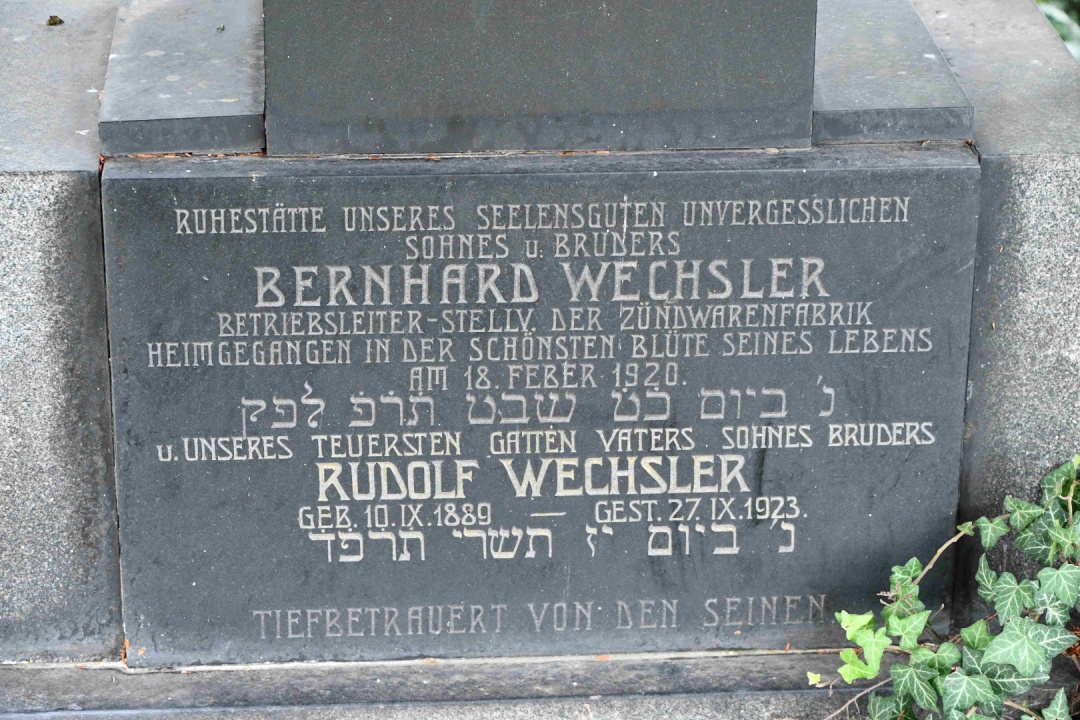 RUHESTÄTTE UNSERES SEELENSGUTEN UNVERGESSLICHEN
SOHNES U. BRUDERS
BERNHARD WECHSLER
BETRIEBSLEITER-STELLV. DER ZÜNDWARENFABRIK
HEIMGEGANGEN IN DER SCHÖNSTEN BLÜTE SEINES LEBENS
AM 18. FEBER 1920.
נ׳ ביום כט שבט תרפ לפק
U. UNSERES TEUERSTEN GATTEN VATERS SOHNES BRUDERS
RUDOLF WECHSLER
GEB. 10.IX.1889 — GEST. 27.IX.1923.
נ׳ ביום יז תשרי תרפד
TIEFBETRAUERT VON DEN SEINEN